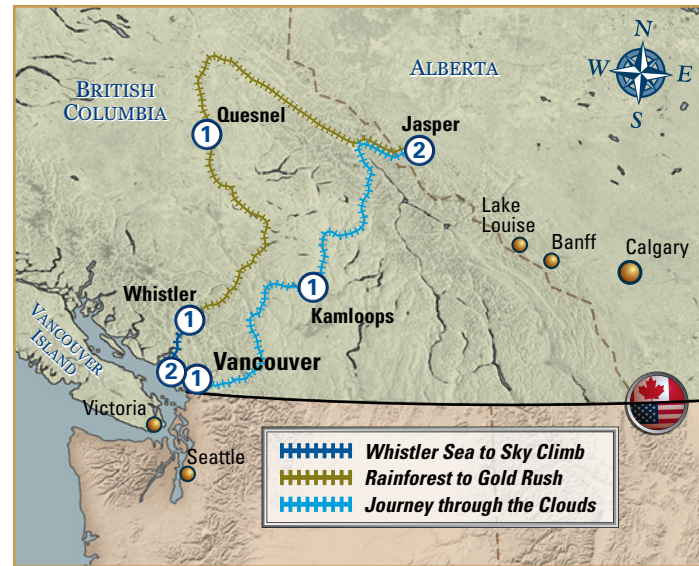 N
W
E
S
ALBERTA
BRITISH
COLUMBIA
1
Quesnel
Jasper
2
Lake
Louise
Banff
Calgary
Whistler
1
1
Kamloops
VANCOUVER
ISLAND
2
1
Vancouver
Victoria
Seattle
Whistler Sea to Sky Climb
Rainforest to Gold Rush
Journey through the Clouds